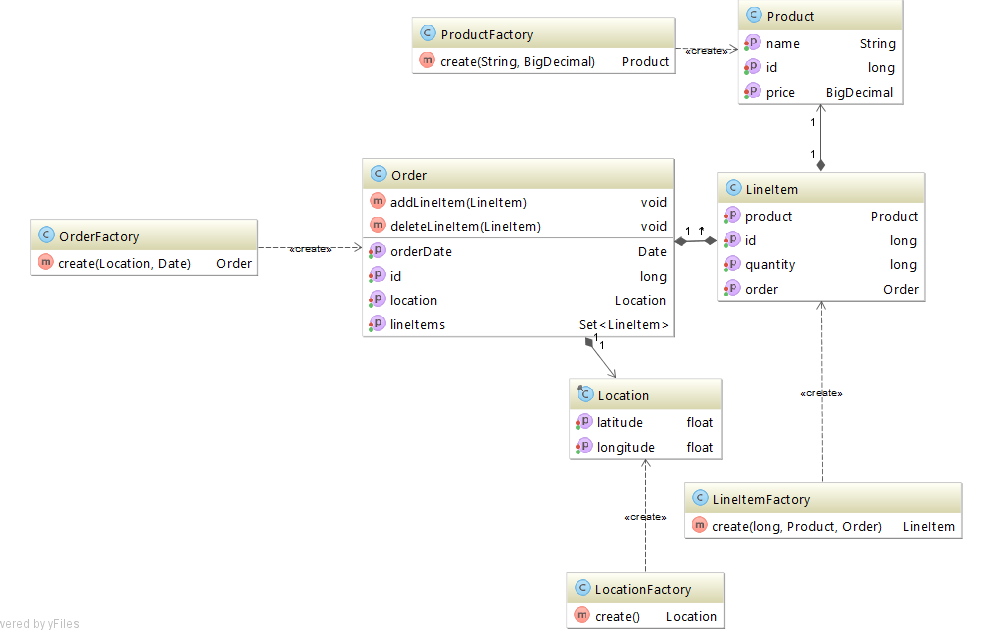 C Product
P name String
P id long
P price BigDecimal
C ProductFactory
m create(String, BigDecimal) Product
«create»
1
1
C Order
m addLineItem(LineItem) void
m deleteLineItem(LineItem) void
P orderDate Date
P id long
P location Location
P lineItems Set<LineItem>
C LineItem
P product Product
P id long
P quantity long
P order Order
1 *
C OrderFactory
m create(Location, Date) Order
«create»
1
1
C Location
P latitude float
P longitude float
«create»
C LineItemFactory
m create(long, Product, Order) LineItem
«create»
C LocationFactory
m create() Location
wered by yFiles